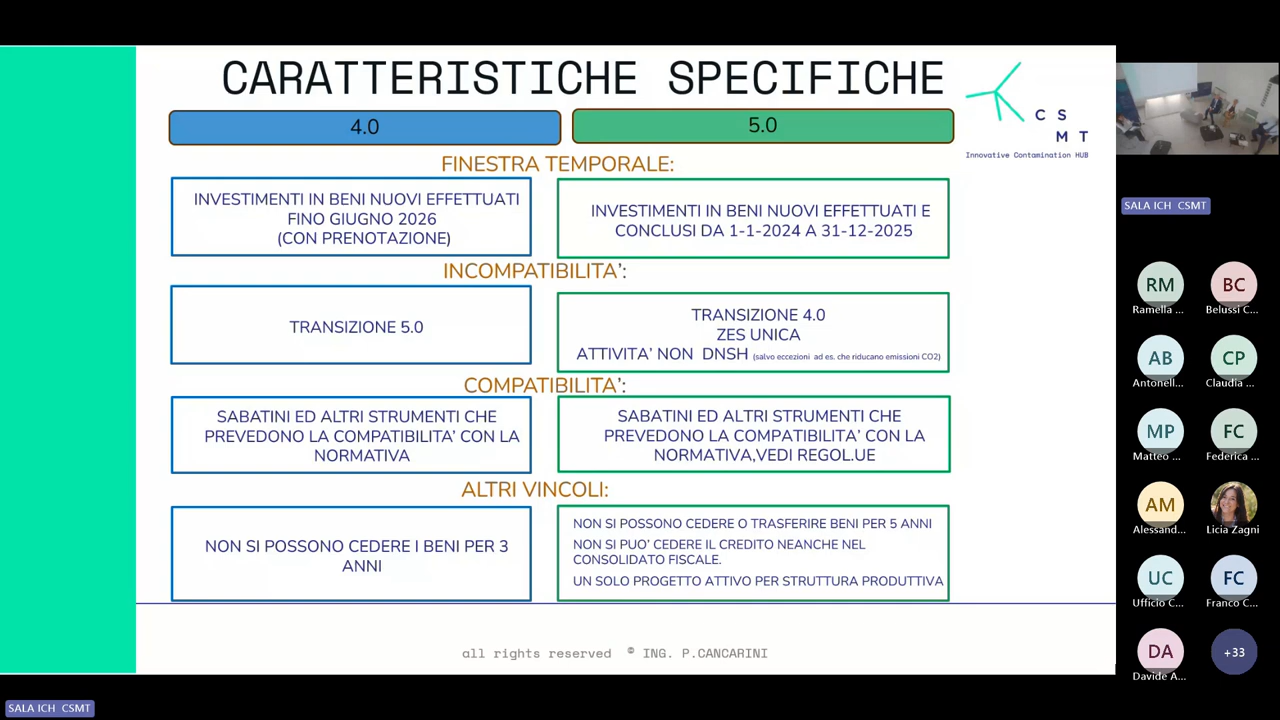 CARATTERISTICHE SPECIFICHE
C S
M T
Innovative Contamination HUB
4.0
5.0
FINESTRA TEMPORALE:
INVESTIMENTI IN BENI NUOVI EFFETTUATI
FINO GIUGNO 2026
(CON PRENOTAZIONE)
INVESTIMENTI IN BENI NUOVI EFFETTUATI E
CONCLUSI DA 1-1-2024 A 31-12-2025
INCOMPATIBILITA’:
TRANSIZIONE 5.0
TRANSIZIONE 4.0
ZES UNICA
ATTIVITA’ NON DNSH (salvo eccezioni ad es. che riducano emissioni CO2)
COMPATIBILITA’:
SABATINI ED ALTRI STRUMENTI CHE
PREVEDONO LA COMPATIBILITA’ CON LA
NORMATIVA
SABATINI ED ALTRI STRUMENTI CHE
PREVEDONO LA COMPATIBILITA’ CON LA
NORMATIVA,VEDI REGOL.UE
ALTRI VINCOLI:
NON SI POSSONO CEDERE I BENI PER 3
ANNI
NON SI POSSONO CEDERE O TRASFERIRE BENI PER 5 ANNI
NON SI PUO’ CEDERE IL CREDITO NEANCHE NEL
CONSOLIDATO FISCALE.
UN SOLO PROGETTO ATTIVO PER STRUTTURA PRODUTTIVA
all rights reserved © ING. P.CANCARINI
SALA ICH CSMT
SALA ICH CSMT
RM
Ramella ...
BC
Belussi C...
AB
Antonell...
CP
Claudia ...
MP
Matteo ...
FC
Federica ...
AM
Alessand...
Licia Zagni
UC
Ufficio C...
FC
Franco C...
DA
Davide A...
+33